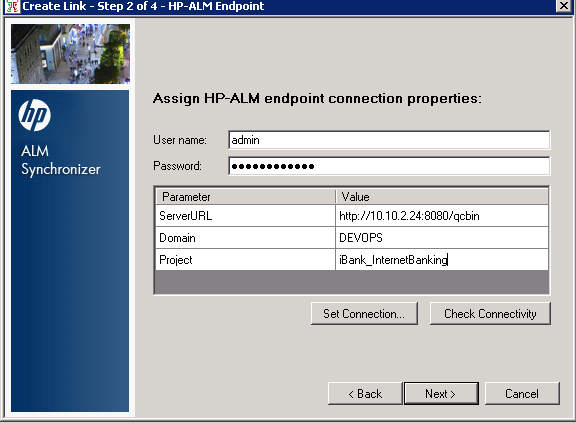 Create Link - Step 2 of 4 - HP-ALM Endpoint
hp
ALM
Synchronizer
Assign HP-ALM endpoint connection properties:
User name: admin
Password: ●●●●●●●●●●●●
Parameter Value
ServerURL http://10.10.2.24:8080/qcbin
Domain DEVOPS
Project iBank_InternetBanking
Set Connection... Check Connectivity
< Back Next > Cancel